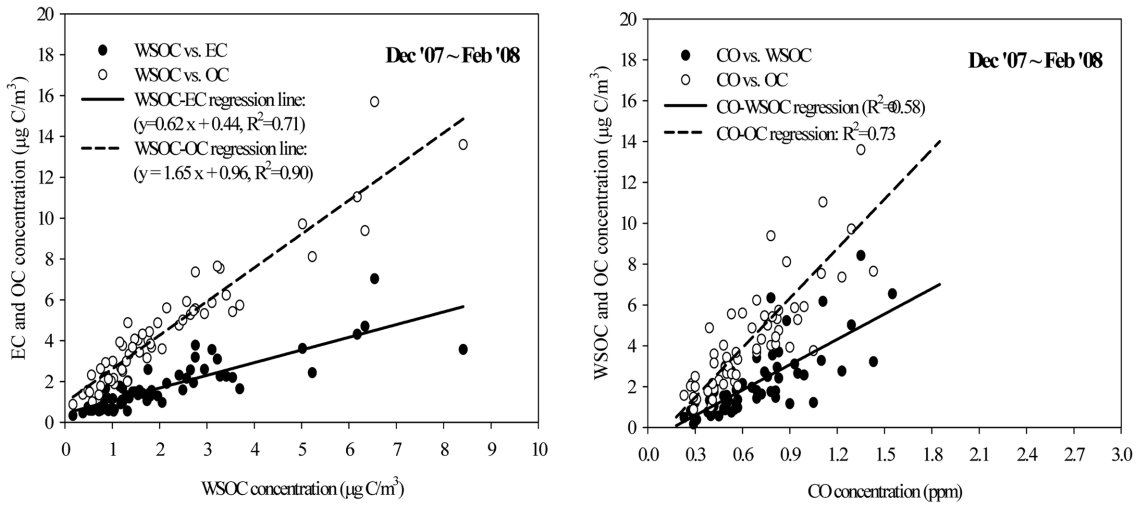 20
18
16
14
12
10
8
6
4
2
0
EC and OC concentration (μg C/m³)
WSOC vs. EC
WSOC vs. OC
WSOC-EC regression line:
(y=0.62 x + 0.44, R²=0.71)
WSOC-OC regression line:
(y = 1.65 x + 0.96, R²=0.90)
Dec '07 ~ Feb '08
0 1 2 3 4 5 6 7 8 9 10
WSOC concentration (μg C/m³)
20
18
16
14
12
10
8
6
4
2
0
WSOC and OC concentration (μg C/m³)
CO vs. WSOC
CO vs. OC
CO-WSOC regression (R²=0.58)
CO-OC regression: R²=0.73
Dec '07 ~ Feb '08
0.0 0.3 0.6 0.9 1.2 1.5 1.8 2.1 2.4 2.7 3.0
CO concentration (ppm)